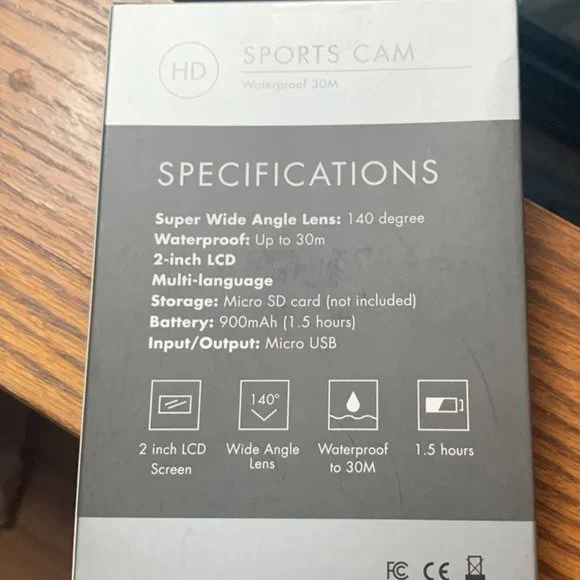 HD
SPORTS CAM
Waterproof 30M
SPECIFICATIONS
Super Wide Angle Lens: 140 degree
Waterproof: Up to 30m
2-inch LCD
Multi-language
Storage: Micro SD card (not included)
Battery: 900mAh (1.5 hours)
Input/Output: Micro USB
140°
2 inch LCD
Screen
Wide Angle
Lens
Waterproof
to 30M
1.5 hours
FC CE